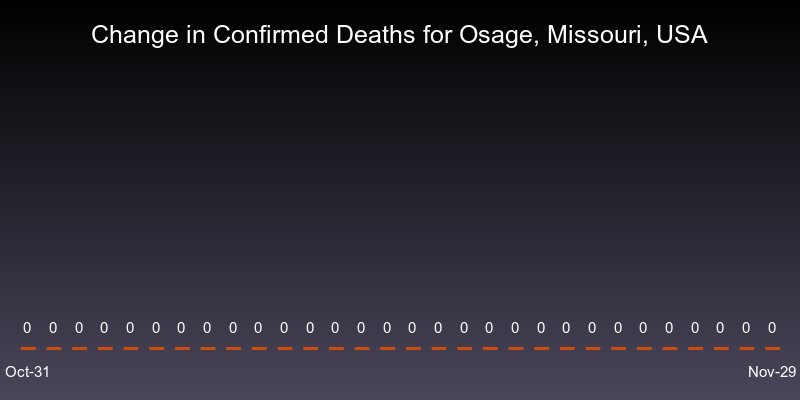 Change in Confirmed Deaths for Osage, Missouri, USA
0 0 0 0 0 0 0 0 0 0 0 0 0 0 0 0 0 0 0 0 0 0 0 0 0 0 0 0 0 0
Oct-31 Nov-29